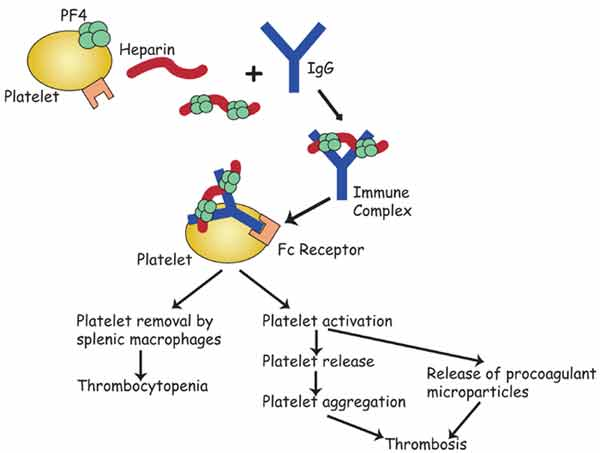 PF4
Heparin
Platelet
IgG
Immune
Complex
Platelet
Fc Receptor
Platelet removal by
splenic macrophages
Thrombocytopenia
Platelet activation
Platelet release
Platelet aggregation
Release of procoagulant
microparticles
Thrombosis